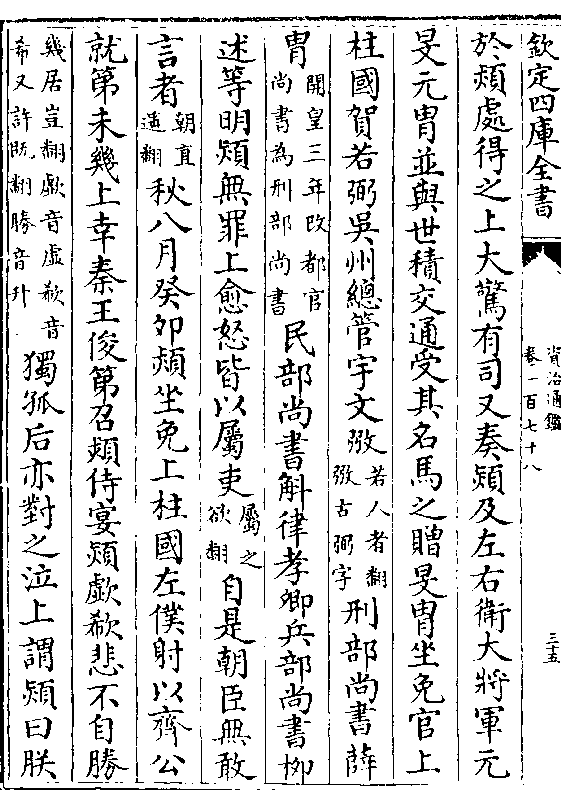 欽定四庫全書
資治通鑑
卷一百七十八
三十五
於熲處得之上大驚有司又奏熲及左右衛大將軍元
旻元胄並與世積交通受其名馬之贈旻胄坐免官上
柱國賀若弼吳州總管宇文㢸若人者翻㢸古弼字刑部尚書薛
胄開皇三年改都官尚書為刑部尚書民部尚書斛律孝卿兵部尚書栁
述等明熲無罪上愈怒皆以屬吏屬之欲翻自是朝臣無敢
言者朝直遥翻秋八月癸卯熲坐免上柱國左僕射以齊公
就第未幾上幸秦王俊第召熲侍宴熲歔欷悲不自勝
幾居豈翻歔音虚欷音希又許既翻勝音升獨孤后亦對之泣上謂熲曰朕